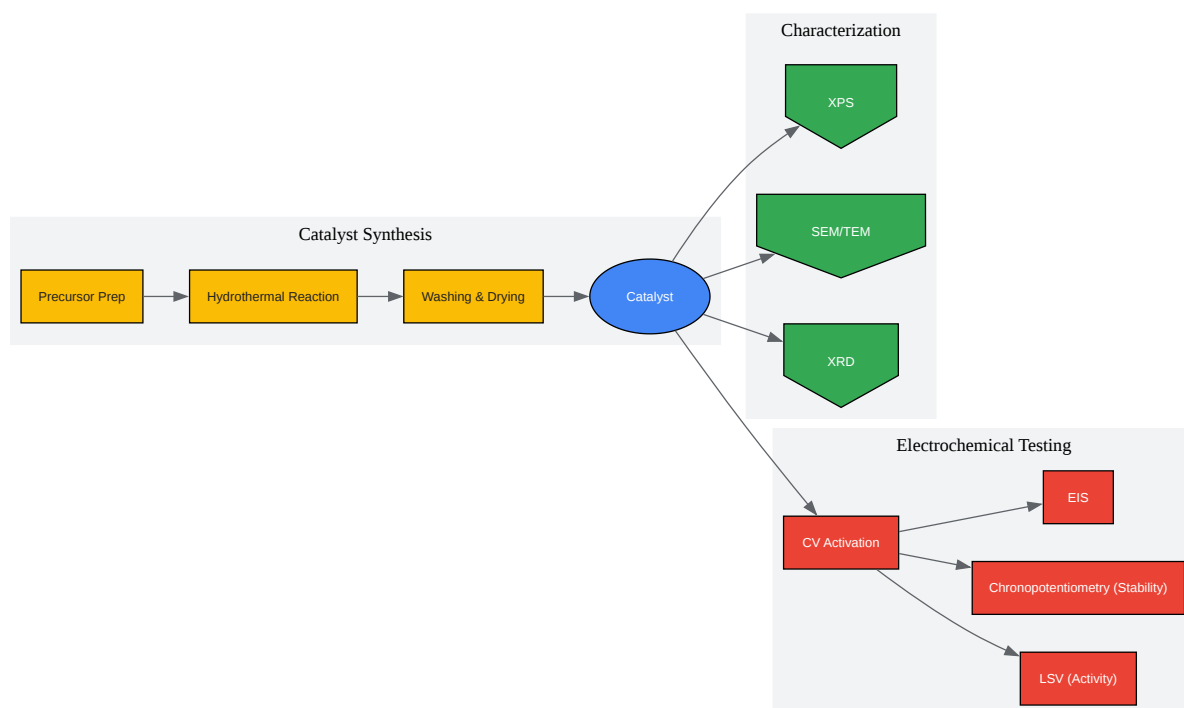 Characterization
XPS
SEM/TEM
XRD
Catalyst Synthesis
Precursor Prep
Hydrothermal Reaction
Washing & Drying
Catalyst
Electrochemical Testing
CV Activation
EIS
Chronopotentiometry (Stability)
LSV (Activity)